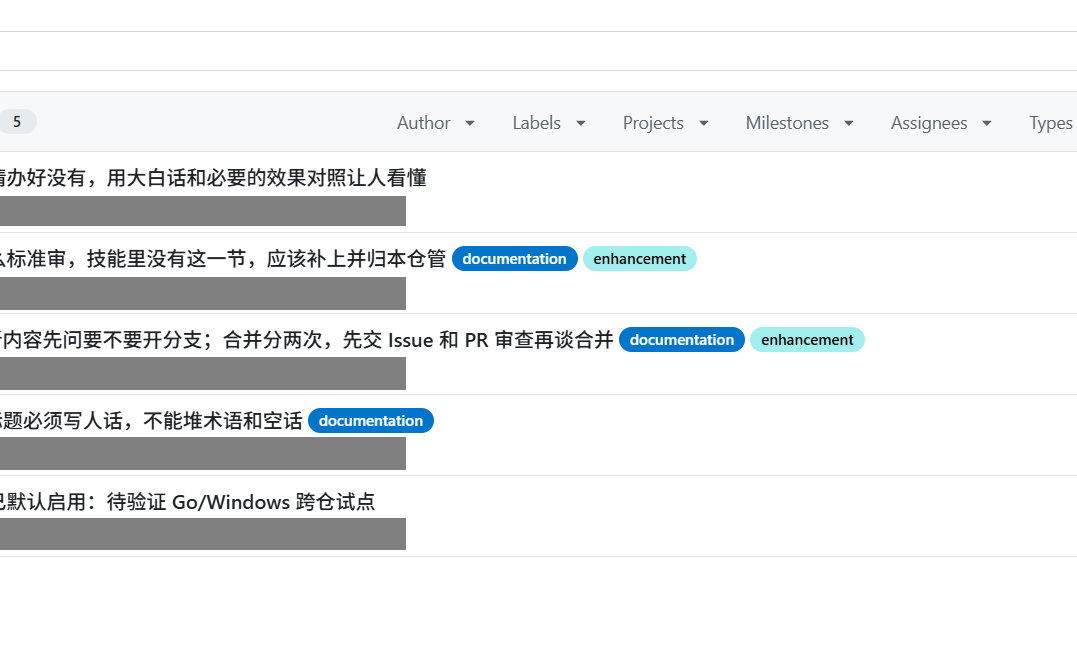 5 Author Labels Projects Milestones Assignees Types
办好没有，用大白话和必要的效果对照让人看懂
标准审，技能里没有这一节，应该补上并归本仓管 documentation enhancement
内容先问要不要开分支；合并分两次，先交 Issue 和 PR 审查再谈合并 documentation enhancement
题必须写人话，不能堆术语和空话 documentation
默认启用：待验证 Go/Windows 跨仓试点